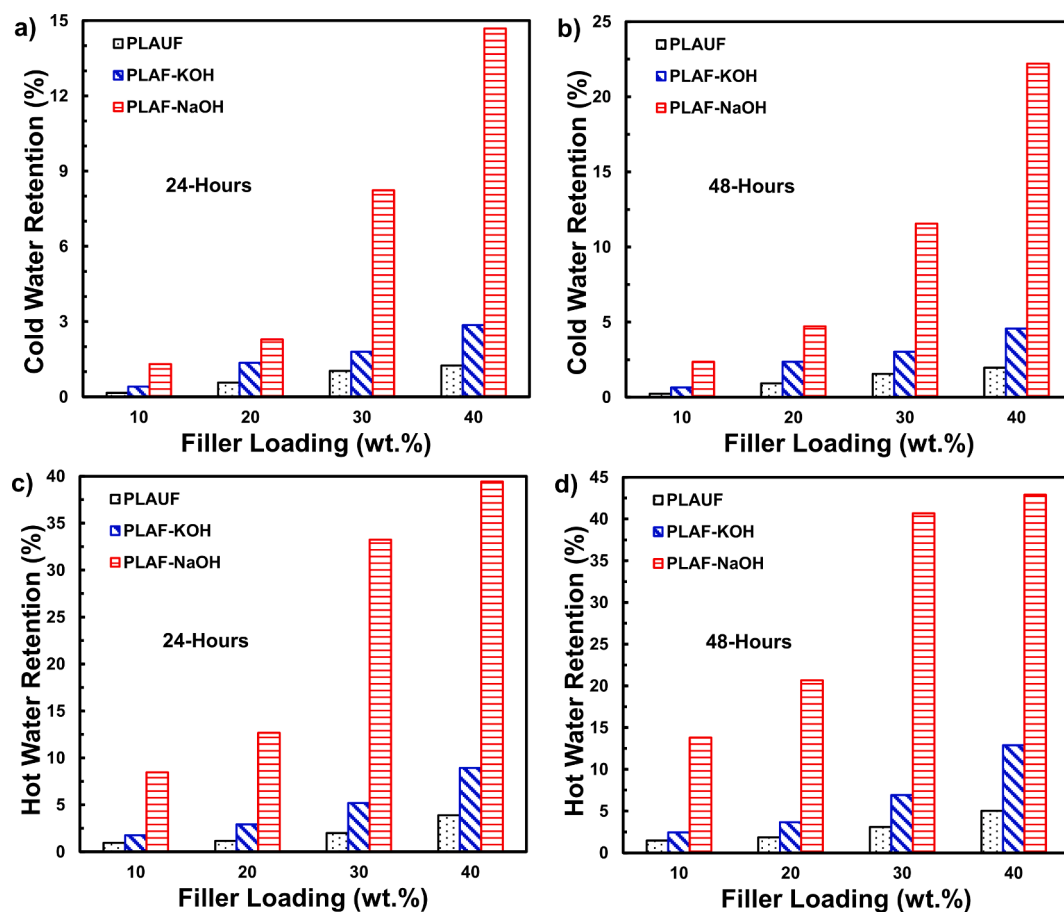 a)
Cold Water Retention (%)
15
12
9
6
3
0
PLAUF
PLAF-KOH
PLAF-NaOH
24-Hours
10 20 30 40
Filler Loading (wt.%)
b)
Cold Water Retention (%)
25
20
15
10
5
0
PLAUF
PLAF-KOH
PLAF-NaOH
48-Hours
10 20 30 40
Filler Loading (wt.%)
c)
Hot Water Retention (%)
40
35
30
25
20
15
10
5
0
PLAUF
PLAF-KOH
PLAF-NaOH
24-Hours
10 20 30 40
Filler Loading (wt.%)
d)
Hot Water Retention (%)
45
40
35
30
25
20
15
10
5
0
PLAUF
PLAF-KOH
PLAF-NaOH
48-Hours
10 20 30 40
Filler Loading (wt.%)